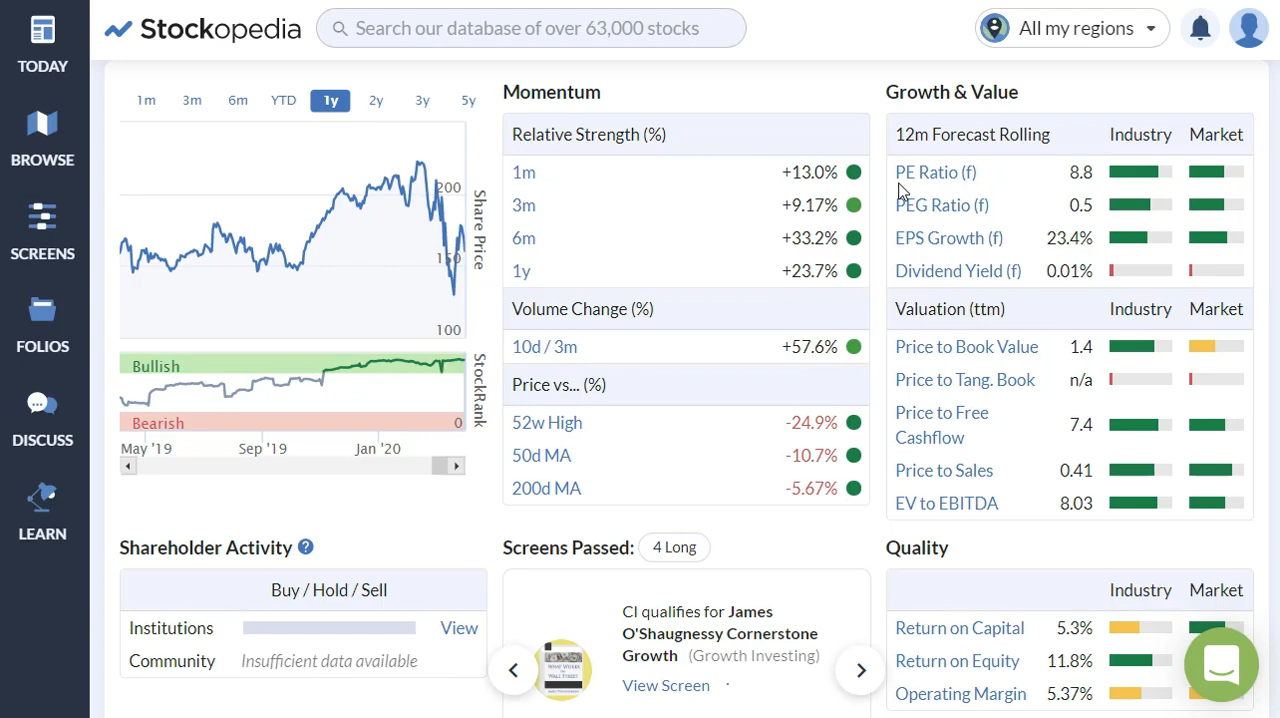 Stockopedia
Search our database of over 63,000 stocks
All my regions
TODAY
BROWSE
SCREENS
FOLIOS
DISCUSS
LEARN
1m 3m 6m YTD 1y 2y 3y 5y
200
150
100
Share Price
Bullish
Bearish
0
StockRank
May '19 Sep '19 Jan '20
Momentum
Relative Strength (%)
1m +13.0%
3m +9.17%
6m +33.2%
1y +23.7%
Volume Change (%)
10d / 3m +57.6%
Price vs... (%)
52w High -24.9%
50d MA -10.7%
200d MA -5.67%
Growth & Value
12m Forecast Rolling Industry Market
PE Ratio (f) 8.8
PEG Ratio (f) 0.5
EPS Growth (f) 23.4%
Dividend Yield (f) 0.01%
Valuation (ttm) Industry Market
Price to Book Value 1.4
Price to Tang. Book n/a
Price to Free
Cashflow 7.4
Price to Sales 0.41
EV to EBITDA 8.03
Shareholder Activity ?
Buy / Hold / Sell
Institutions View
Community Insufficient data available
Screens Passed: 4 Long
CI qualifies for James
O'Shaugnessy Cornerstone
Growth (Growth Investing)
View Screen
WHAT WORKS
Quality
Industry Market
Return on Capital 5.3%
Return on Equity 11.8%
Operating Margin 5.37%